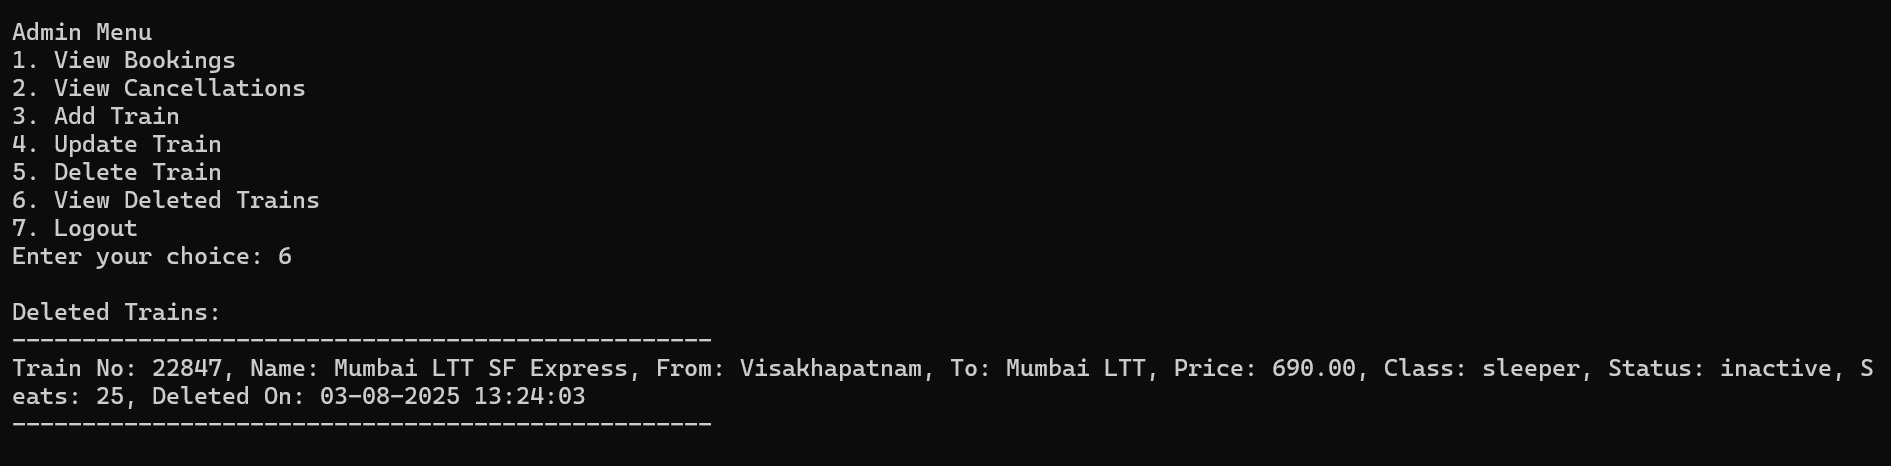 Admin Menu
1. View Bookings
2. View Cancellations
3. Add Train
4. Update Train
5. Delete Train
6. View Deleted Trains
7. Logout
Enter your choice: 6

Deleted Trains:
--------------------------------------------------
Train No: 22847, Name: Mumbai LTT SF Express, From: Visakhapatnam, To: Mumbai LTT, Price: 690.00, Class: sleeper, Status: inactive, S
eats: 25, Deleted On: 03-08-2025 13:24:03
--------------------------------------------------